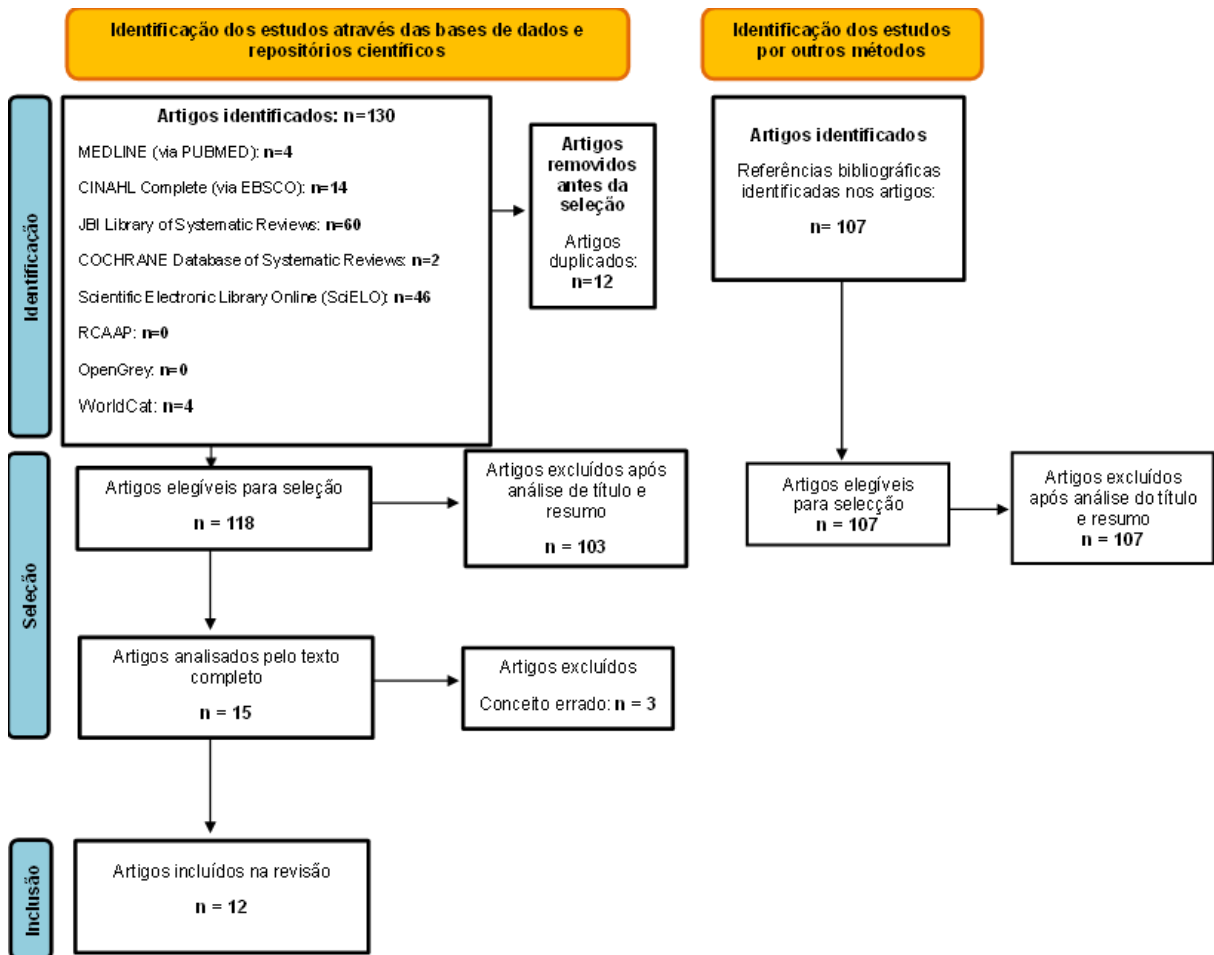 Identificação dos estudos através das bases de dados e
repositórios científicos
Identificação dos estudos
por outros métodos
Identificação
Artigos identificados: n=130
MEDLINE (via PUBMED): n=4
CINAHL Complete (via EBSCO): n=14
JBI Library of Systematic Reviews: n=60
COCHRANE Database of Systematic Reviews: n=2
Scientific Electronic Library Online (SciELO): n=46
RCAAP: n=0
OpenGrey: n=0
WorldCat: n=4
Artigos
removidos
antes da
seleção
Artigos
duplicados:
n=12
Artigos identificados
Referências bibliográficas
identificadas nos artigos:
n= 107
Seleção
Artigos elegíveis para seleção
n = 118
Artigos excluídos após
análise de título e
resumo
n = 103
Artigos elegíveis
para selecção
n = 107
Artigos excluídos
após análise do título
e resumo
n = 107
Artigos analisados pelo texto
completo
n = 15
Artigos excluídos
Conceito errado: n = 3
Inclusão
Artigos incluídos na revisão
n = 12